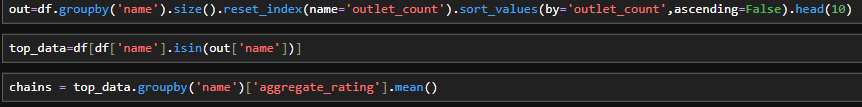 out=df.groupby('name').size().reset_index(name='outlet_count').sort_values(by='outlet_count',ascending=False).head(10)
top_data=df[df['name'].isin(out['name'])]
chains = top_data.groupby('name')['aggregate_rating'].mean()